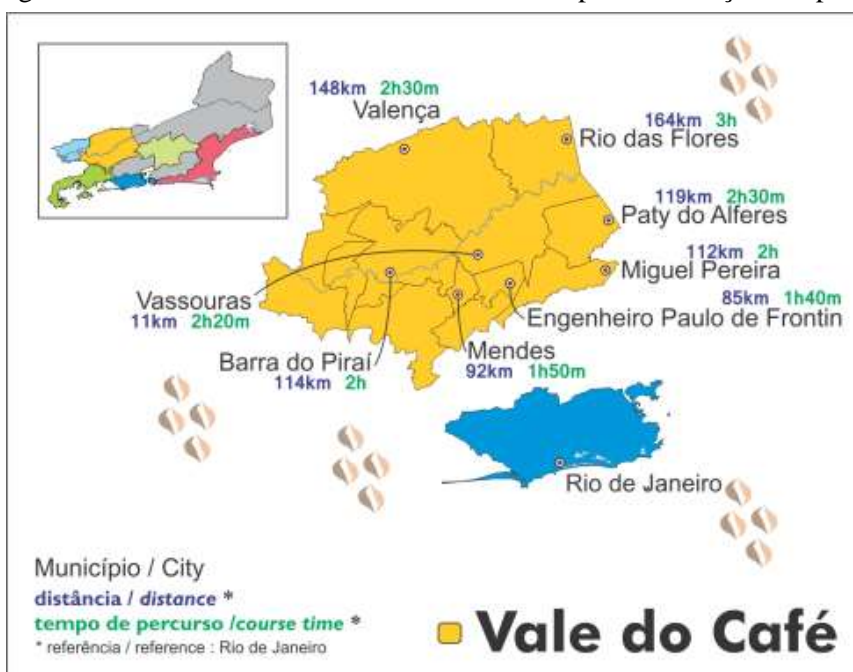 148km 2h30m
Valença
164km 3h
Rio das Flores
119km 2h30m
Paty do Alferes
112km 2h
Miguel Pereira
85km 1h40m
Engenheiro Paulo de Frontin
Vassouras
11km 2h20m
Barra do Piraí
114km 2h
Mendes
92km 1h50m
Rio de Janeiro
Município / City
distância / distance *
tempo de percurso /course time *
* referência / reference : Rio de Janeiro
Vale do Café